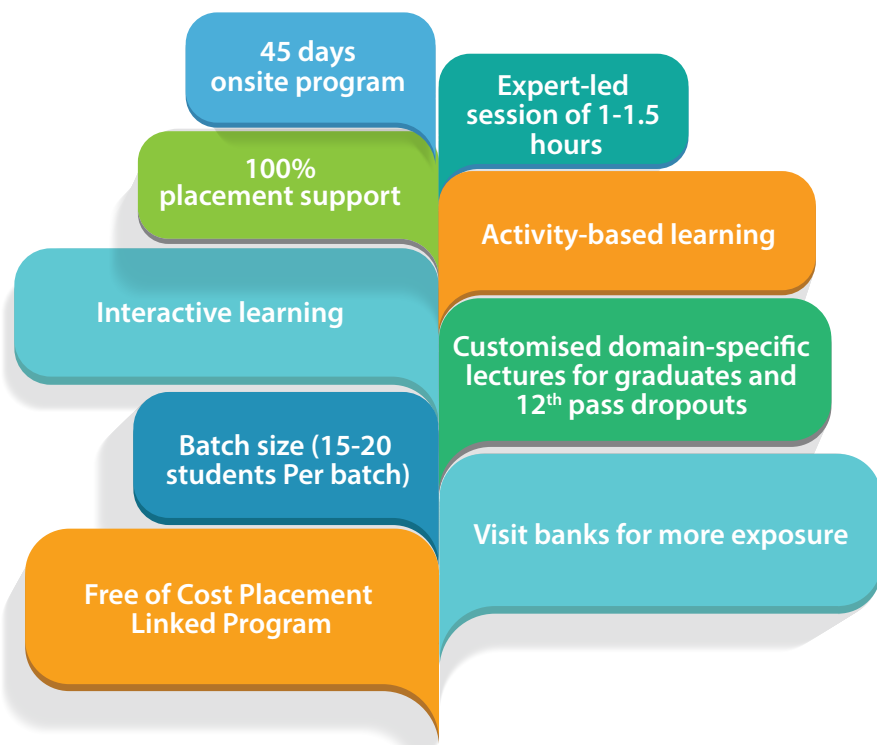 45 days
onsite program
Expert-led
session of 1-1.5
hours
100%
placement support
Activity-based learning
Interactive learning
Customised domain-specific
lectures for graduates and
12th pass dropouts
Batch size (15-20
students Per batch)
Visit banks for more exposure
Free of Cost Placement
Linked Program